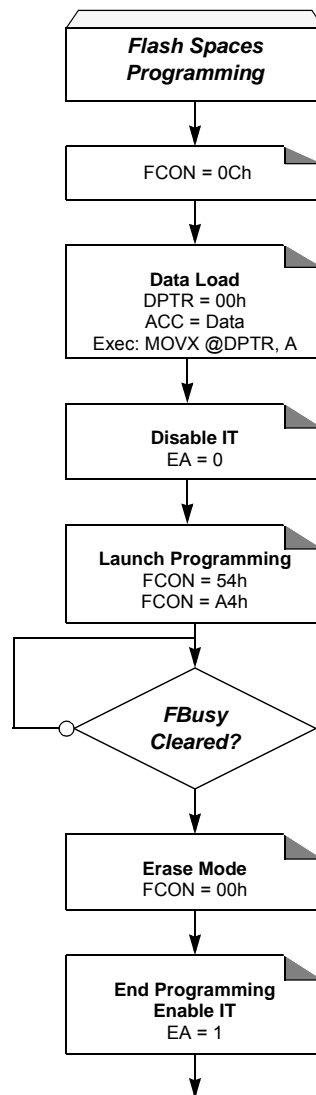 Flash Spaces
Programming
FCON = 0Ch
Data Load
DPTR = 00h
ACC = Data
Exec: MOVX @DPTR, A
Disable IT
EA = 0
Launch Programming
FCON = 54h
FCON = A4h
FBusy
Cleared?
Erase Mode
FCON = 00h
End Programming
Enable IT
EA = 1